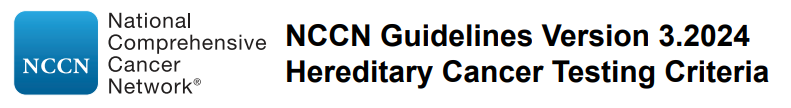 NCCN
National
Comprehensive
Cancer
Network®
NCCN Guidelines Version 3.2024
Hereditary Cancer Testing Criteria